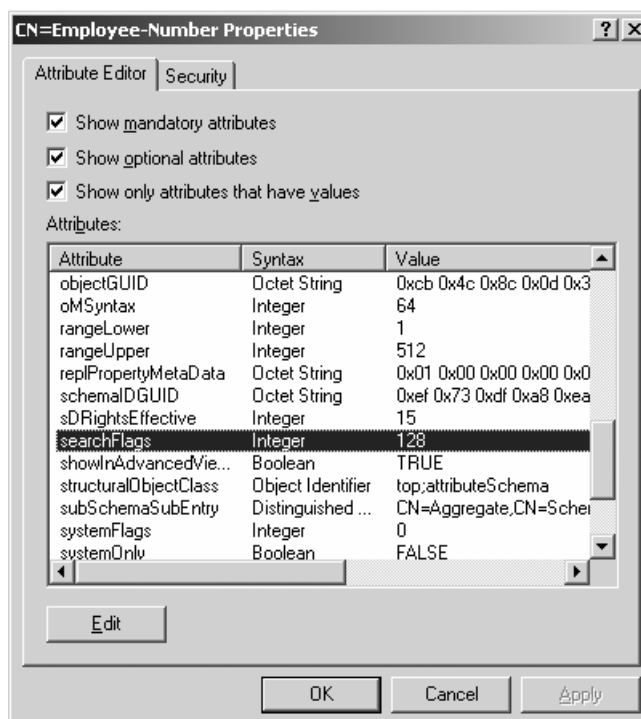 CN=Employee-Number Properties
Attribute Editor Security
Show mandatory attributes
Show optional attributes
Show only attributes that have values
Attributes:
Attribute Syntax Value
objectGUID Octet String 0xcb 0x4c 0x8c 0x0d 0x3
oMSyntax Integer 64
rangeLower Integer 1
rangeUpper Integer 512
replPropertyMetaData Octet String 0x01 0x00 0x00 0x00 0x0
schemaIDGUID Octet String 0xef 0x73 0xdf 0xa8 0xea
sDRightsEffective Integer 15
searchFlags Integer 128
showInAdvancedVie... Boolean TRUE
structuralObjectClass Object Identifier top;attributeSchema
subSchemaSubEntry Distinguished ... CN=Aggregate,CN=Scher
systemFlags Integer 0
systemOnly Boolean FALSE
Edit
OK Cancel Apply